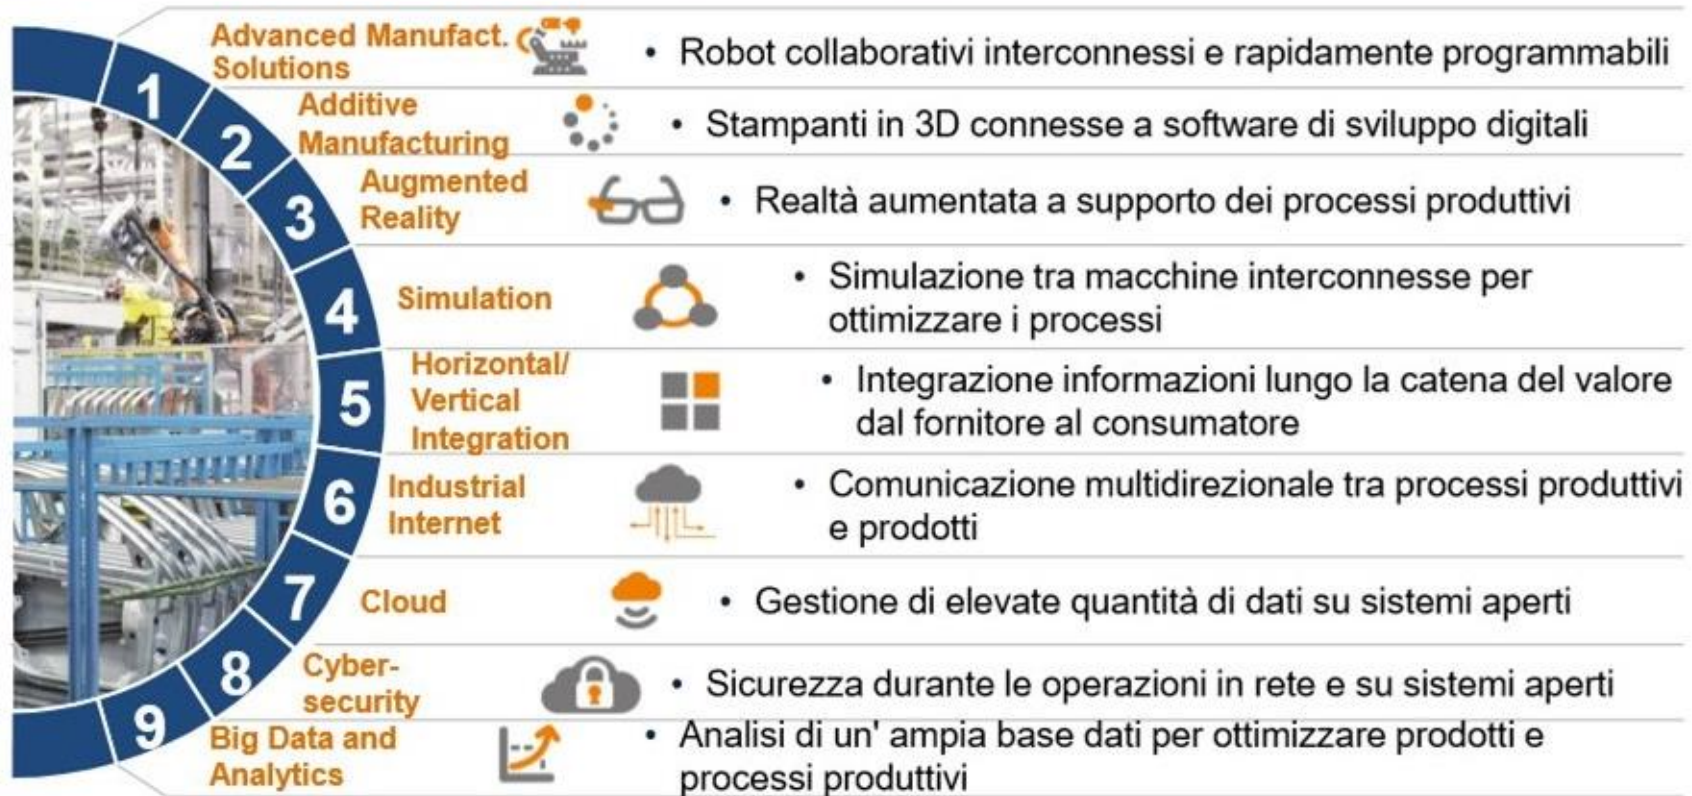 1
Advanced Manufact.
Solutions
• Robot collaborativi interconnessi e rapidamente programmabili
2
Additive
Manufacturing
• Stampanti in 3D connesse a software di sviluppo digitali
3
Augmented
Reality
• Realtà aumentata a supporto dei processi produttivi
4
Simulation
• Simulazione tra macchine interconnesse per
ottimizzare i processi
5
Horizontal/
Vertical
Integration
• Integrazione informazioni lungo la catena del valore
dal fornitore al consumatore
6
Industrial
Internet
• Comunicazione multidirezionale tra processi produttivi
e prodotti
7
Cloud
• Gestione di elevate quantità di dati su sistemi aperti
8
Cyber-
security
• Sicurezza durante le operazioni in rete e su sistemi aperti
9
Big Data and
Analytics
• Analisi di un' ampia base dati per ottimizzare prodotti e
processi produttivi